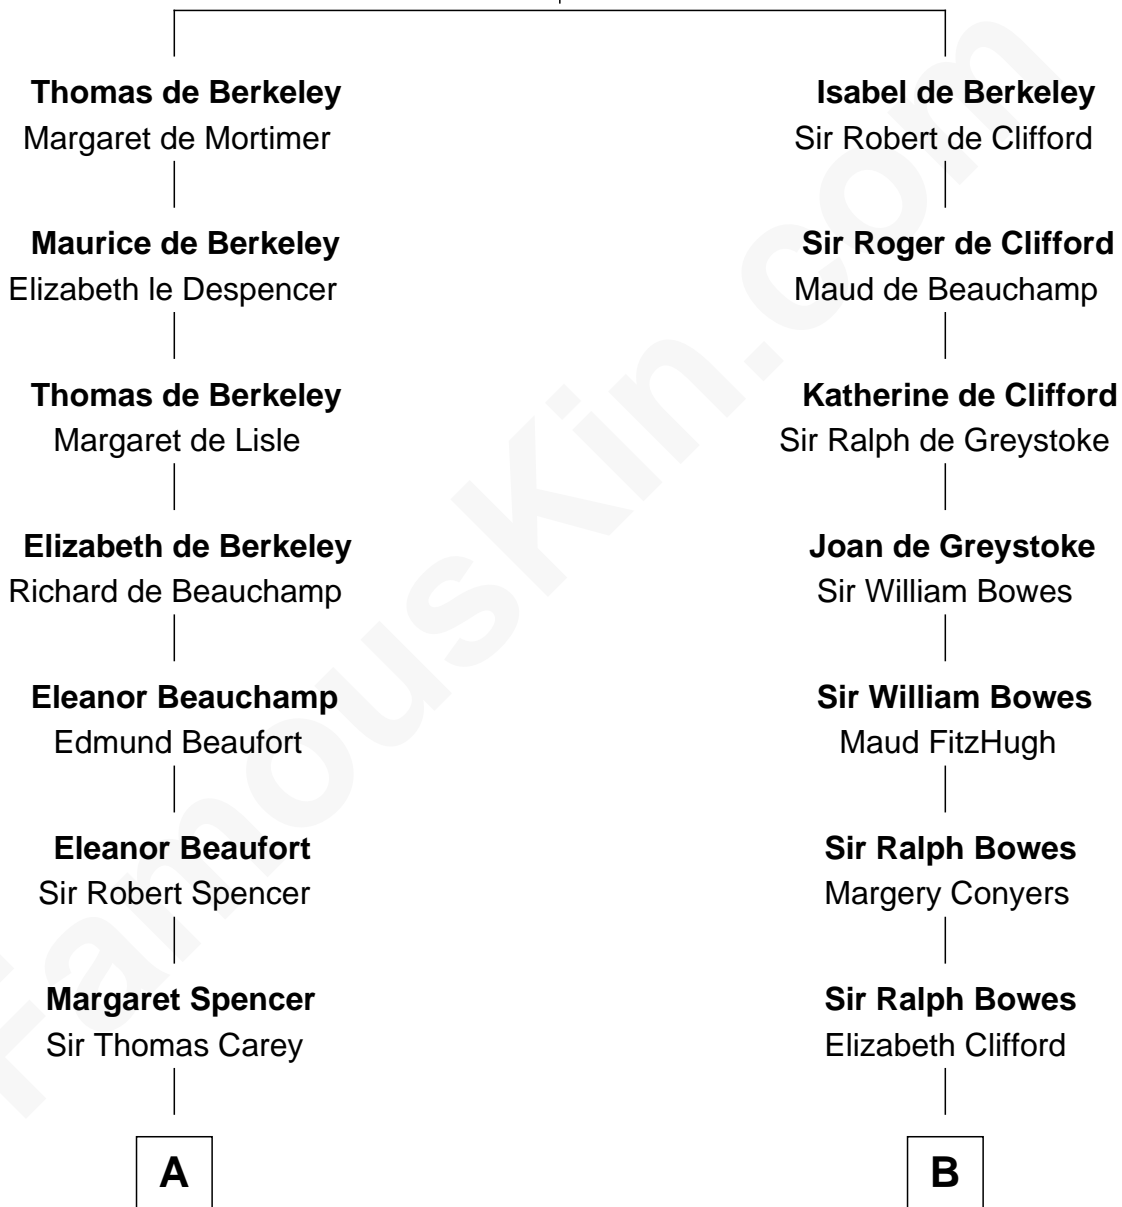 Thomas de Berkeley
Margaret de Mortimer
Maurice de Berkeley
Elizabeth le Despencer
Thomas de Berkeley
Margaret de Lisle
Elizabeth de Berkeley
Richard de Beauchamp
Eleanor Beauchamp
Edmund Beaufort
Eleanor Beaufort
Sir Robert Spencer
Margaret Spencer
Sir Thomas Carey
A
Isabel de Berkeley
Sir Robert de Clifford
Sir Roger de Clifford
Maud de Beauchamp
Katherine de Clifford
Sir Ralph de Greystoke
Joan de Greystoke
Sir William Bowes
Sir William Bowes
Maud FitzHugh
Sir Ralph Bowes
Margery Conyers
Sir Ralph Bowes
Elizabeth Clifford
B
FamousKin.com